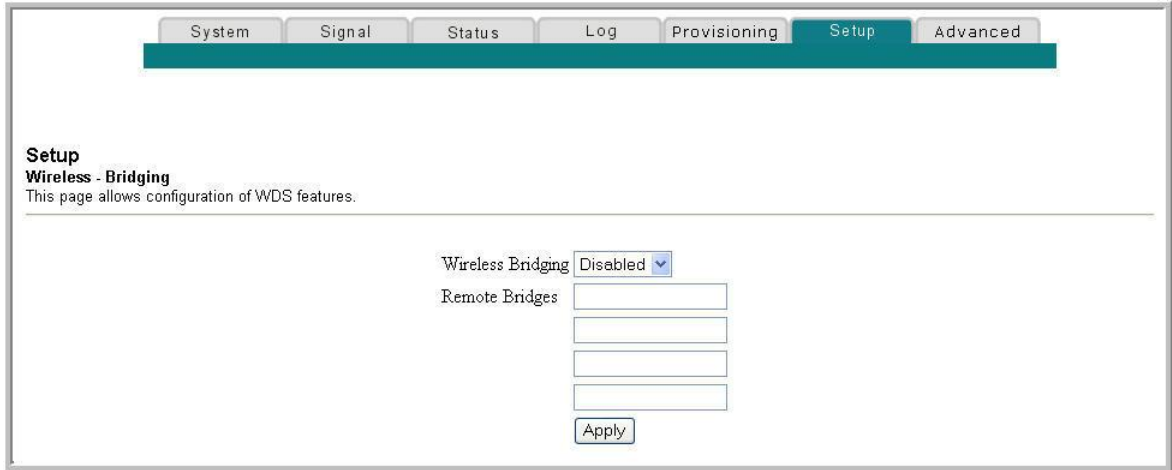 System Signal Status Log Provisioning Setup Advanced
Setup
Wireless - Bridging
This page allows configuration of WDS features.
Wireless Bridging Disabled
Remote Bridges
Apply